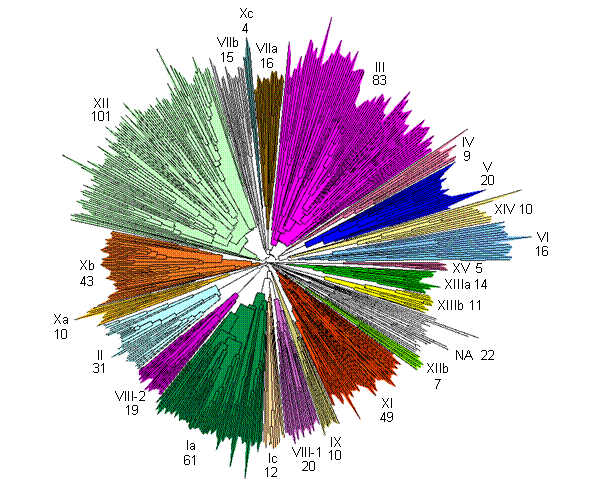 Xc
4
VIIb
15
VIIa
16
III
83
XII
101
IV
9
V
20
XIV 10
VI
16
XV 5
XIIIa 14
XIIIb 11
NA 22
XIIb
7
XI
49
IX
10
VIII-1
20
Ic
12
Ia
61
VIII-2
19
II
31
Xa
10
Xb
43